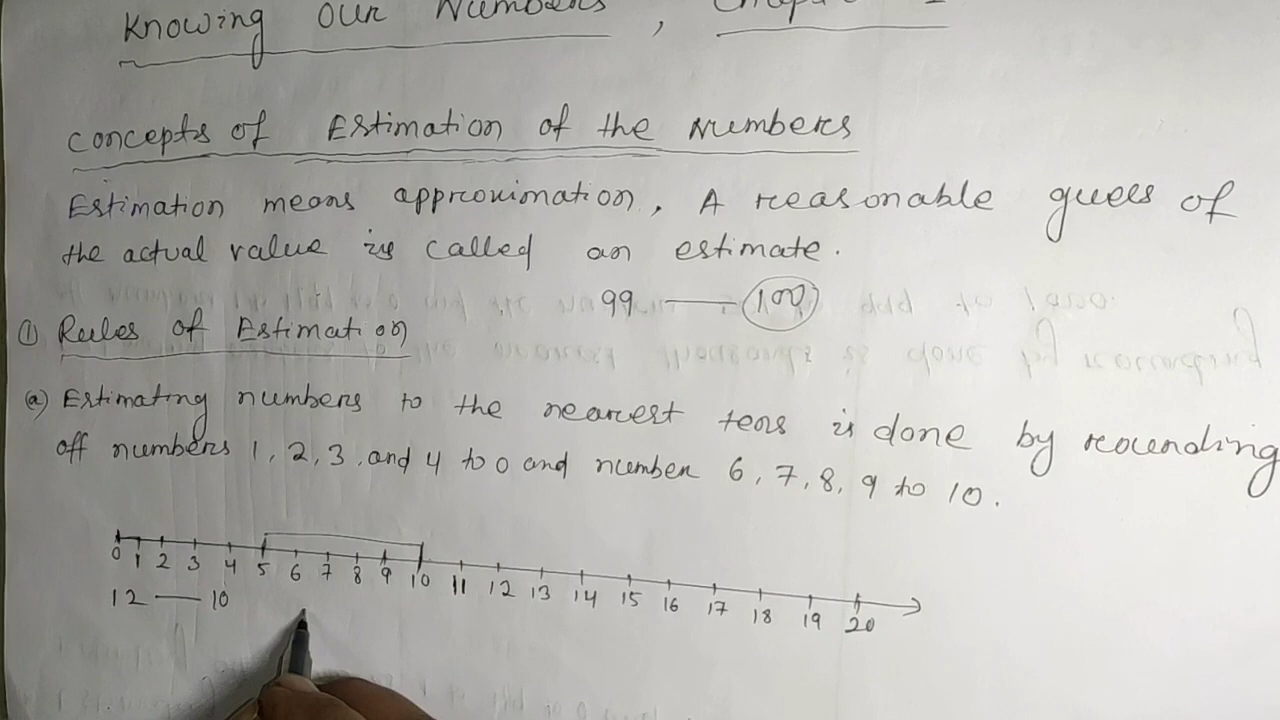 Knowing Our Numbers,
Concepts of Estimation of the Numbers
Estimation means approximation, A reasonable guess of
the actual value is called an estimate.
99 — 100
① Rules of Estimation
(a) Estimating numbers to the nearest tens is done by rounding
off numbers 1, 2, 3, and 4 to 0 and number 6, 7, 8, 9 to 10.
0 1 2 3 4 5 6 7 8 9 10 11 12 13 14 15 16 17 18 19 20
12 — 10